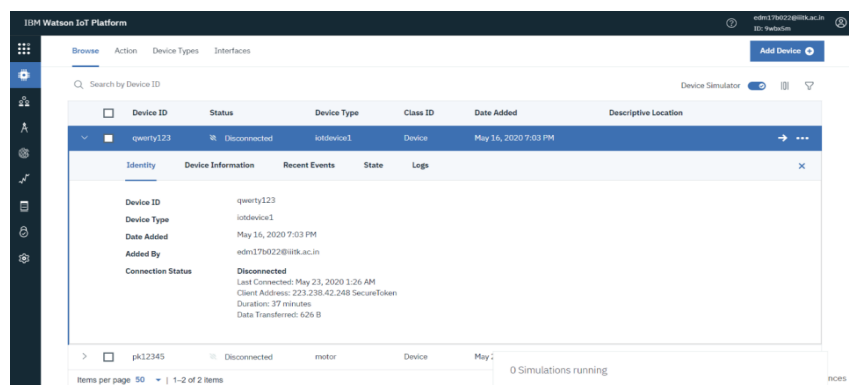 IBM Watson IoT Platform
edm17b022@iiitk.ac.in
ID: 9wbx5m
Browse Action Device Types Interfaces
Add Device
Search by Device ID
Device Simulator
Device ID Status Device Type Class ID Date Added Descriptive Location
qwerty123 Disconnected iotdevice1 Device May 16, 2020 7:03 PM
Identity Device Information Recent Events State Logs
Device ID qwerty123
Device Type iotdevice1
Date Added May 16, 2020 7:03 PM
Added By edm17b022@iiitk.ac.in
Connection Status Disconnected
Last Connected: May 23, 2020 1:26 AM
Client Address: 223.238.42.248 SecureToken
Duration: 37 minutes
Data Transferred: 626 B
pk12345 Disconnected motor Device May 2
0 Simulations running
Items per page 50 | 1–2 of 2 items
nces